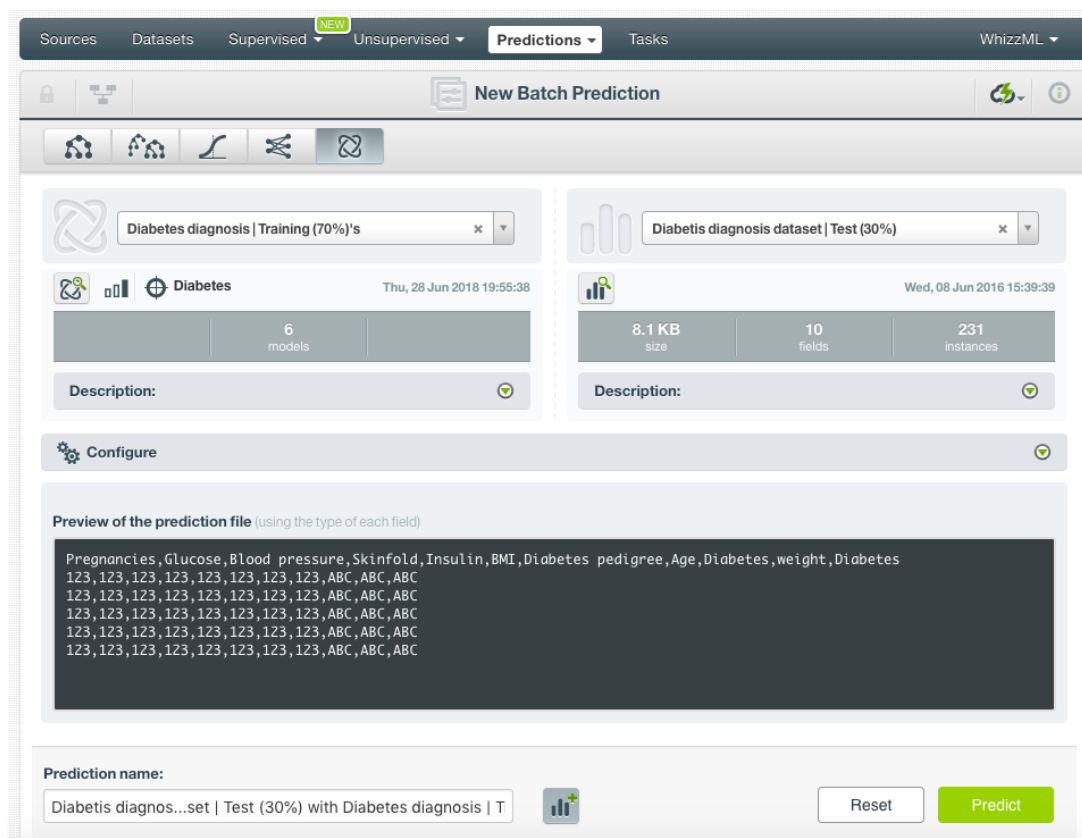 NEW
Sources Datasets Supervised Unsupervised Predictions Tasks WhizzML
New Batch Prediction
Diabetes diagnosis | Training (70%)'s
Diabetis diagnosis dataset | Test (30%)
Diabetes Thu, 28 Jun 2018 19:55:38
Wed, 08 Jun 2016 15:39:39
6
models
8.1 KB 10 231
size fields instances
Description:
Description:
Configure
Preview of the prediction file (using the type of each field)
Pregnancies,Glucose,Blood pressure,Skinfold,Insulin,BMI,Diabetes pedigree,Age,Diabetes,weight,Diabetes
123,123,123,123,123,123,123,123,ABC,ABC,ABC
123,123,123,123,123,123,123,123,ABC,ABC,ABC
123,123,123,123,123,123,123,123,ABC,ABC,ABC
123,123,123,123,123,123,123,123,ABC,ABC,ABC
123,123,123,123,123,123,123,123,ABC,ABC,ABC
Prediction name:
Diabetis diagnos...set | Test (30%) with Diabetes diagnosis | T
Reset
Predict